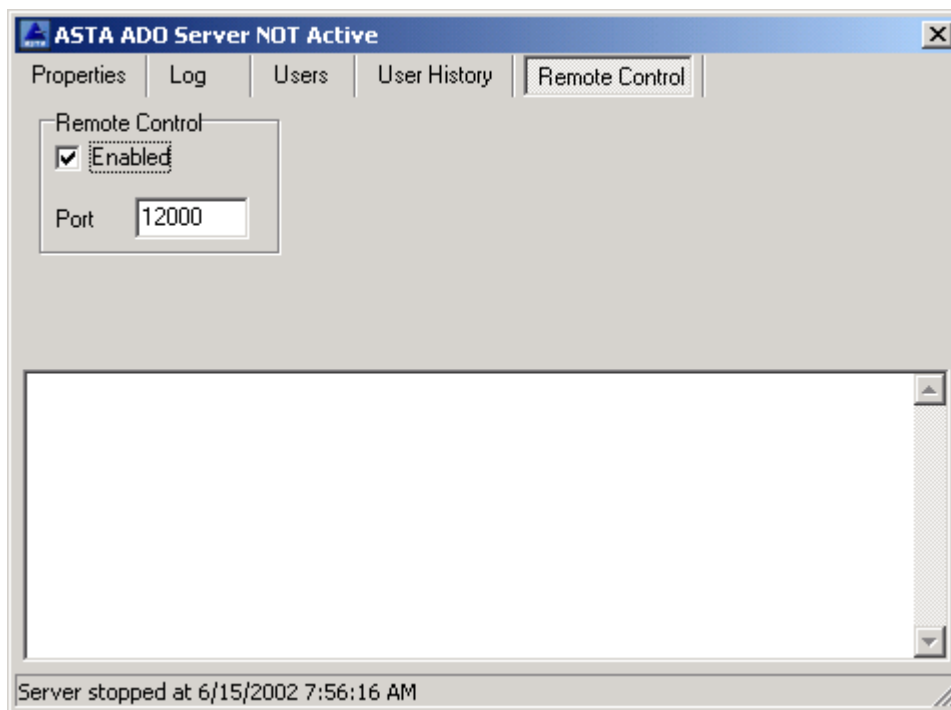 ASTA ADO Server NOT Active
Properties Log Users User History Remote Control
Remote Control
Enabled
Port 12000
Server stopped at 6/15/2002 7:56:16 AM